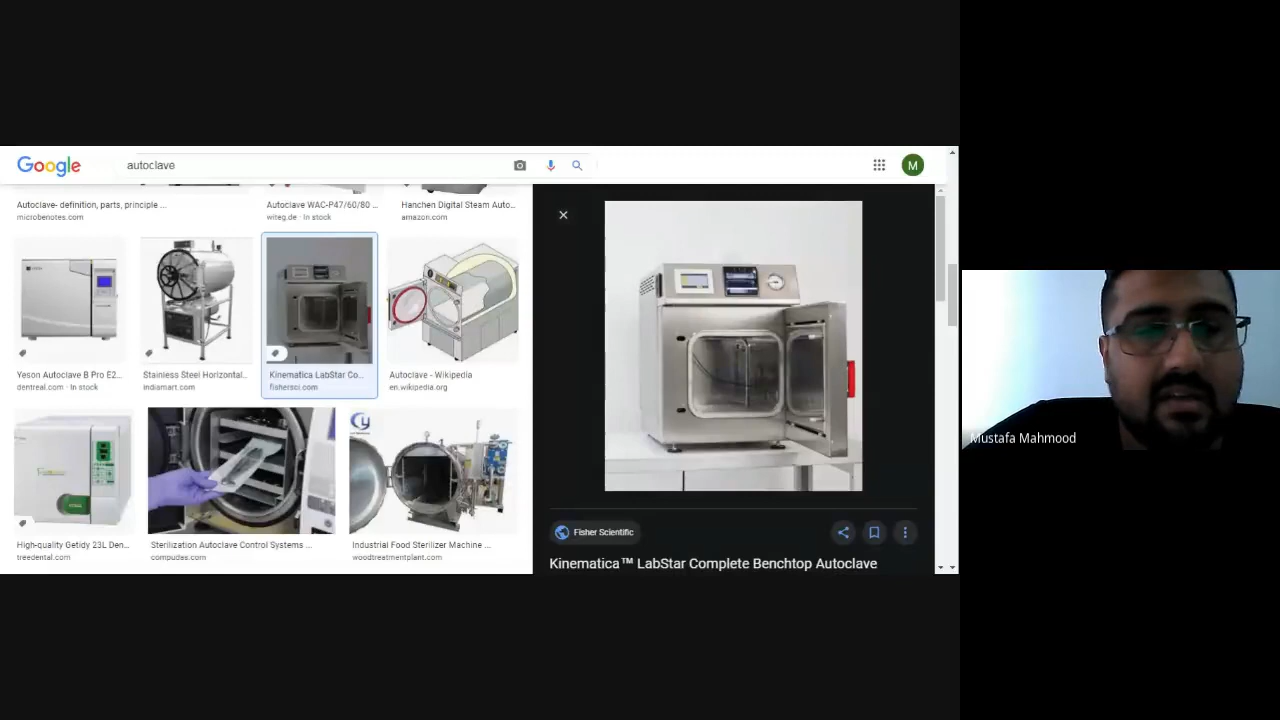 Google
autoclave
M
Autoclave- definition, parts, principle ...
microbenotes.com
Autoclave WAC-P47/60/80 ...
witeg.de · In stock
Hanchen Digital Steam Auto...
amazon.com
Yeson Autoclave B Pro E2...
dentreal.com · In stock
Stainless Steel Horizontal...
indiamart.com
Kinematica LabStar Co...
fishersci.com
Autoclave - Wikipedia
en.wikipedia.org
High-quality Getidy 23L Den...
treedental.com
Sterilization Autoclave Control Systems ...
compudas.com
Cy
Industrial Food Sterilizer Machine ...
woodtreatmentplant.com
Fisher Scientific
Kinematica™ LabStar Complete Benchtop Autoclave
Mustafa Mahmood